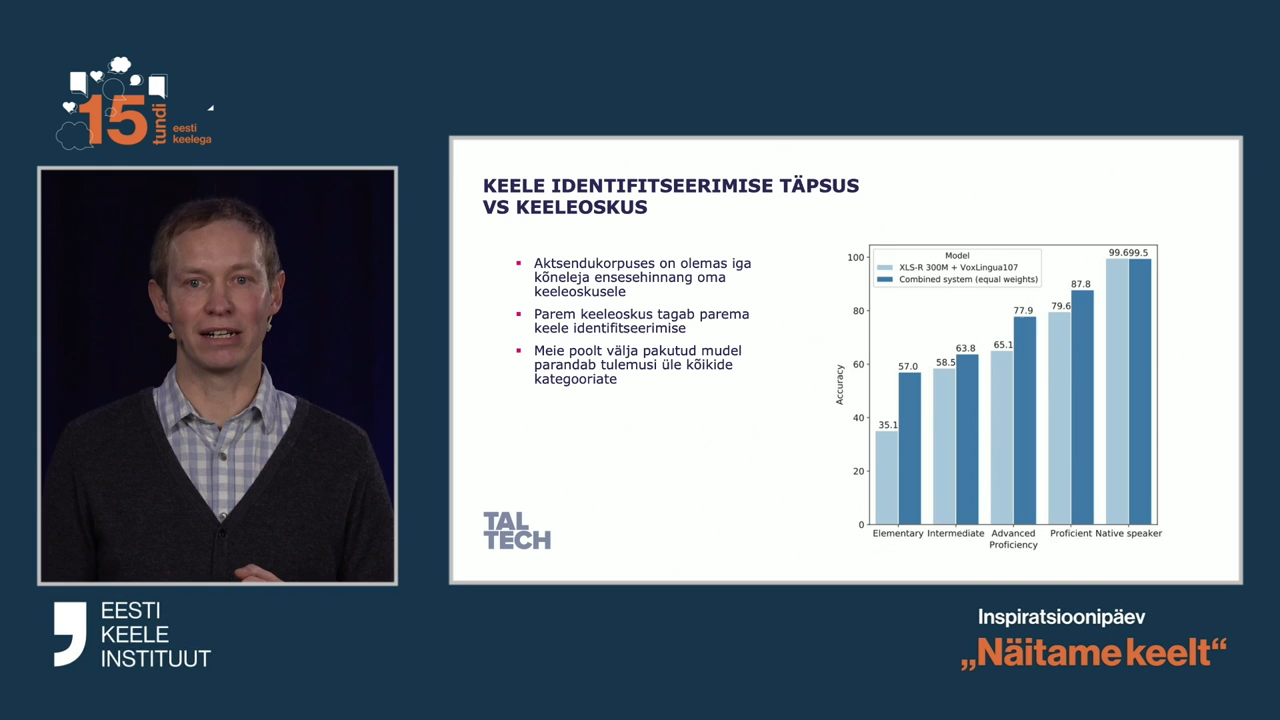 15
tundi
eesti
keelega
KEELE IDENTIFITSEERIMISE TÄPSUS
VS KEELEOSKUS
Aktsendukorpuses on olemas iga
kõneleja ensesehinnang oma
keeleoskusele
Parem keeleoskus tagab parema
keele identifitseerimise
Meie poolt välja pakutud mudel
parandab tulemusi üle kõikide
kategooriate
TAL
TECH
Model
XLS-R 300M + VoxLingua107
Combined system (equal weights)
Accuracy
100
80
60
40
20
0
35.1
57.0
58.5
63.8
65.1
77.9
79.6
87.8
99.6
99.5
Elementary
Intermediate
Advanced
Proficiency
Proficient
Native speaker
EESTI
KEELE
INSTITUUT
Inspiratsioonipäev
„Näitame keelt“